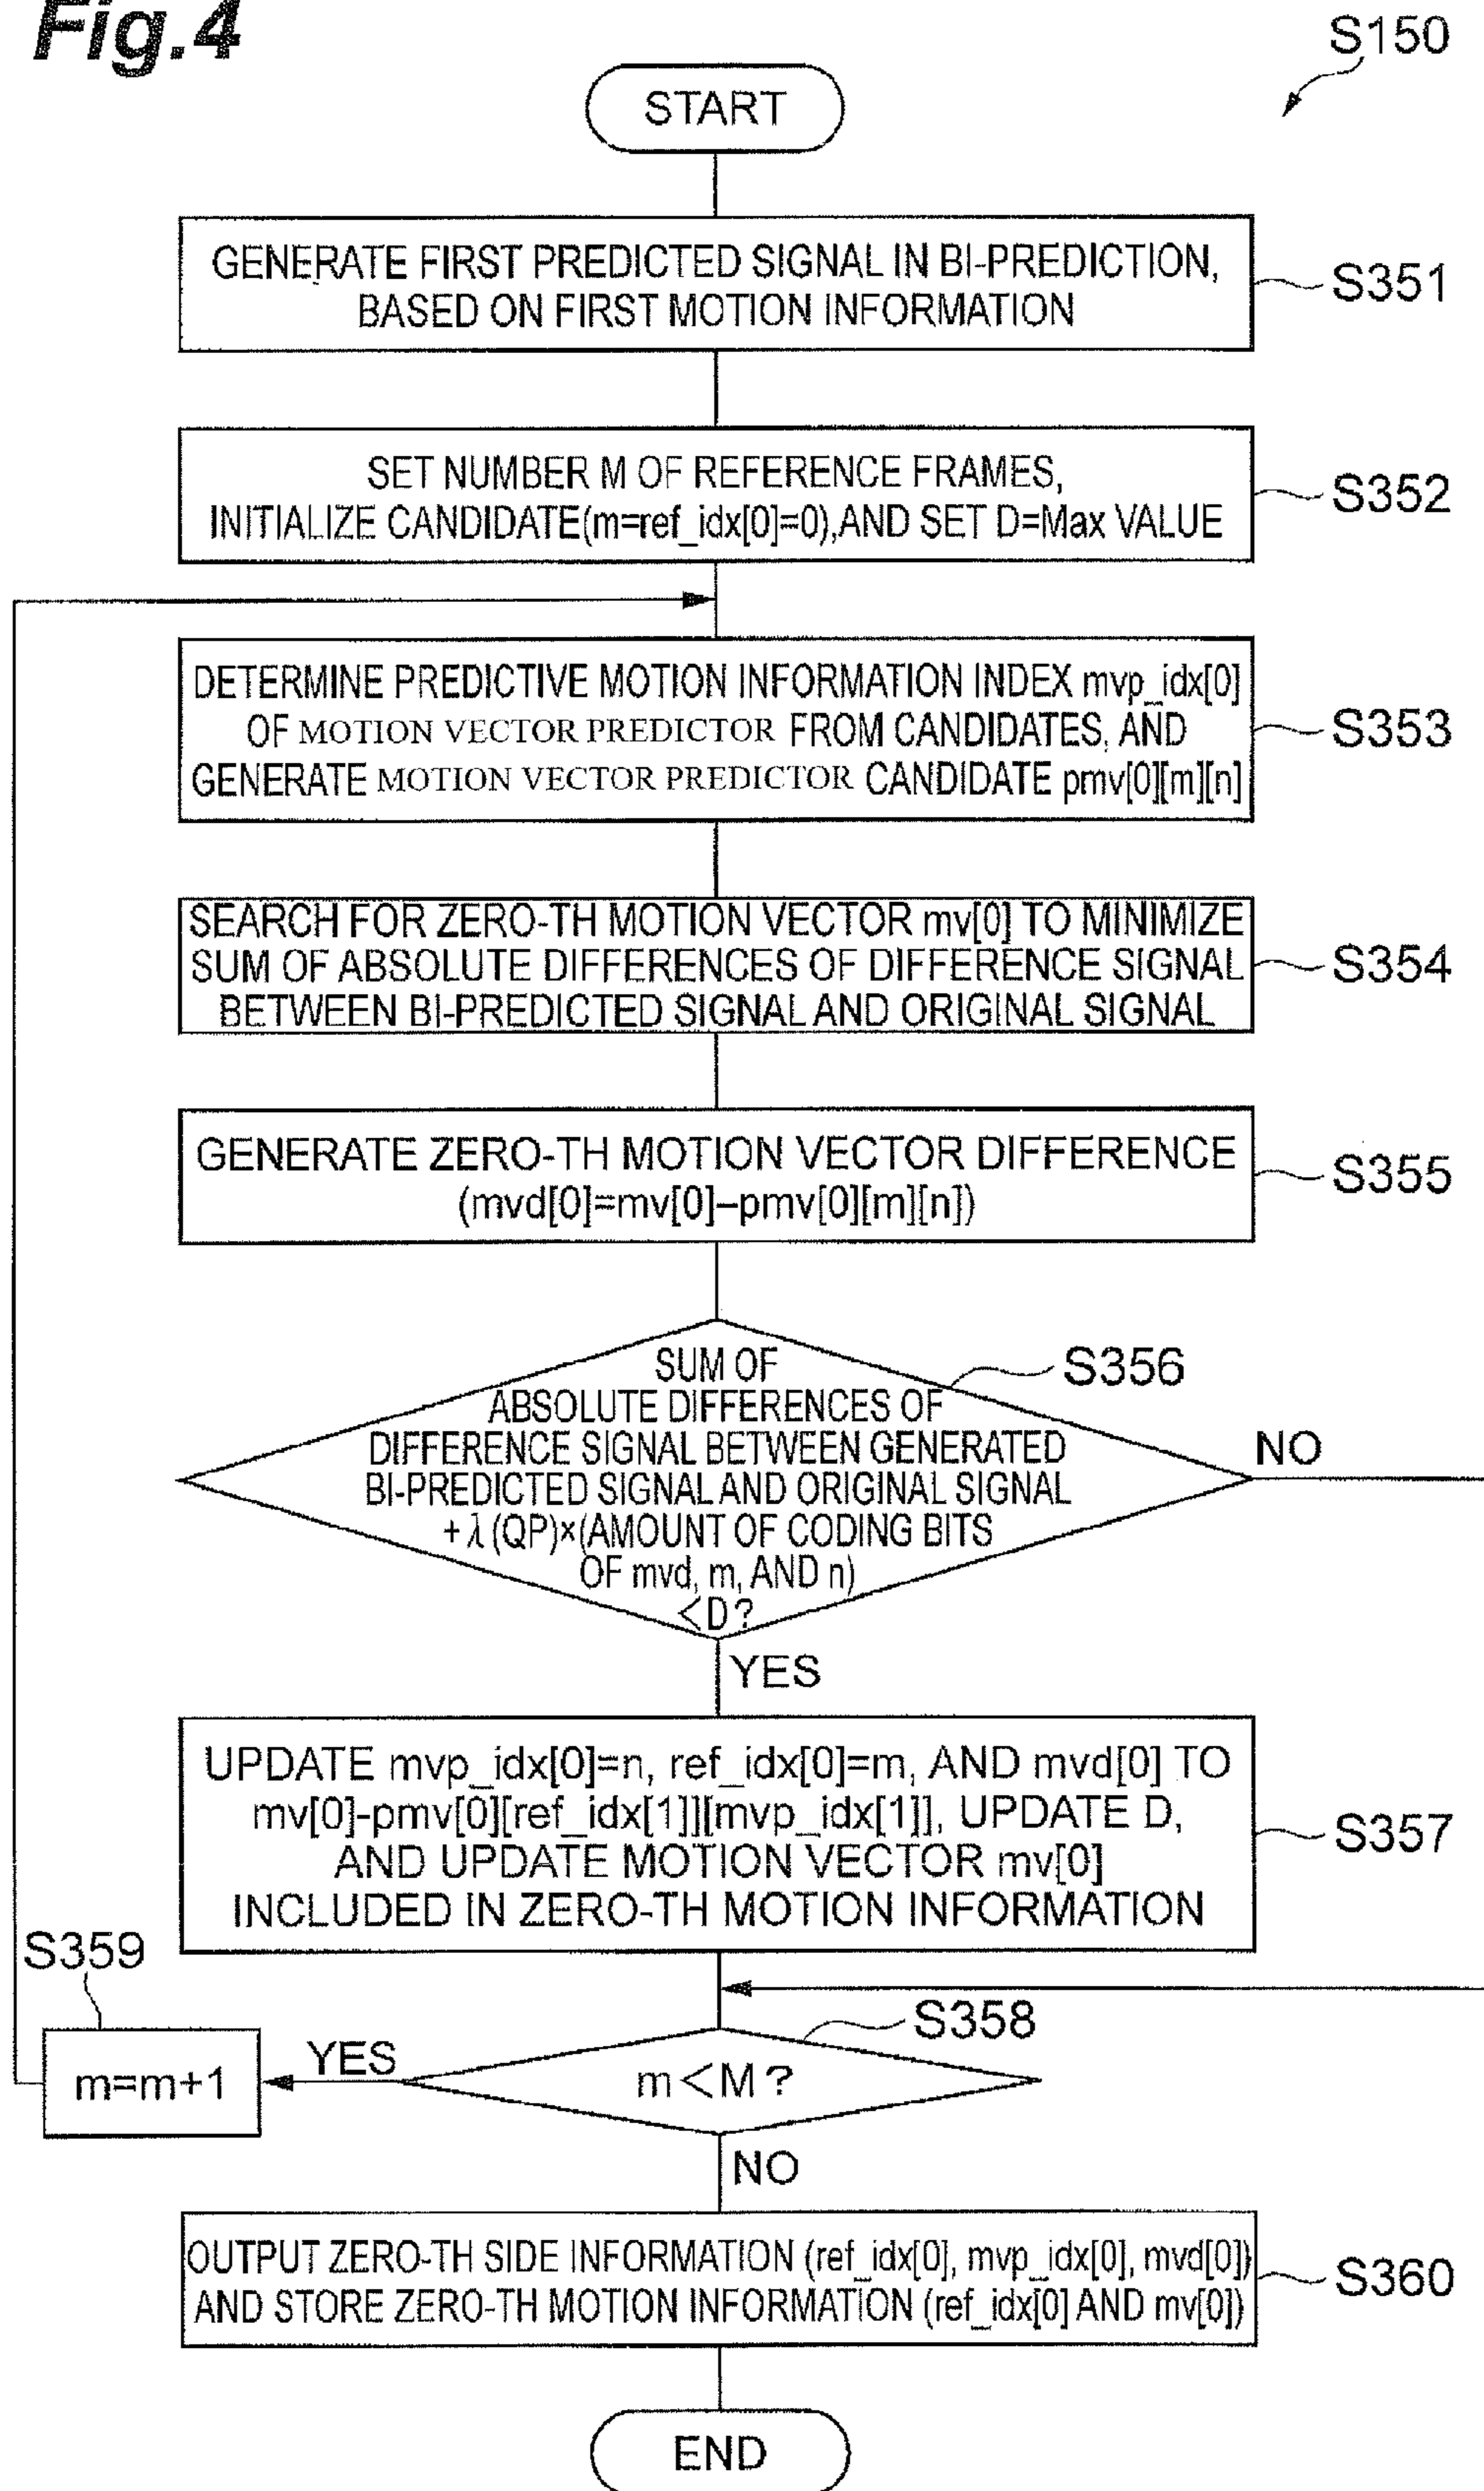 Fig.4
S150
START
GENERATE FIRST PREDICTED SIGNAL IN BI-PREDICTION,
BASED ON FIRST MOTION INFORMATION
S351
SET NUMBER M OF REFERENCE FRAMES,
INITIALIZE CANDIDATE(m=ref_idx[0]=0),AND SET D=Max VALUE
S352
DETERMINE PREDICTIVE MOTION INFORMATION INDEX mvp_idx[0]
OF MOTION VECTOR PREDICTOR FROM CANDIDATES, AND
GENERATE MOTION VECTOR PREDICTOR CANDIDATE pmv[0][m][n]
S353
SEARCH FOR ZERO-TH MOTION VECTOR mv[0] TO MINIMIZE
SUM OF ABSOLUTE DIFFERENCES OF DIFFERENCE SIGNAL
BETWEEN BI-PREDICTED SIGNAL AND ORIGINAL SIGNAL
S354
GENERATE ZERO-TH MOTION VECTOR DIFFERENCE
(mvd[0]=mv[0]–pmv[0][m][n])
S355
SUM OF
ABSOLUTE DIFFERENCES OF
DIFFERENCE SIGNAL BETWEEN GENERATED
BI-PREDICTED SIGNAL AND ORIGINAL SIGNAL
+λ(QP)×(AMOUNT OF CODING BITS
OF mvd, m, AND n)
<D?
S356
NO
YES
UPDATE mvp_idx[0]=n, ref_idx[0]=m, AND mvd[0] TO
mv[0]-pmv[0][ref_idx[1]][mvp_idx[1]], UPDATE D,
AND UPDATE MOTION VECTOR mv[0]
INCLUDED IN ZERO-TH MOTION INFORMATION
S357
S359
m=m+1
YES
m<M?
S358
NO
OUTPUT ZERO-TH SIDE INFORMATION (ref_idx[0], mvp_idx[0], mvd[0])
AND STORE ZERO-TH MOTION INFORMATION (ref_idx[0] AND mv[0])
S360
END